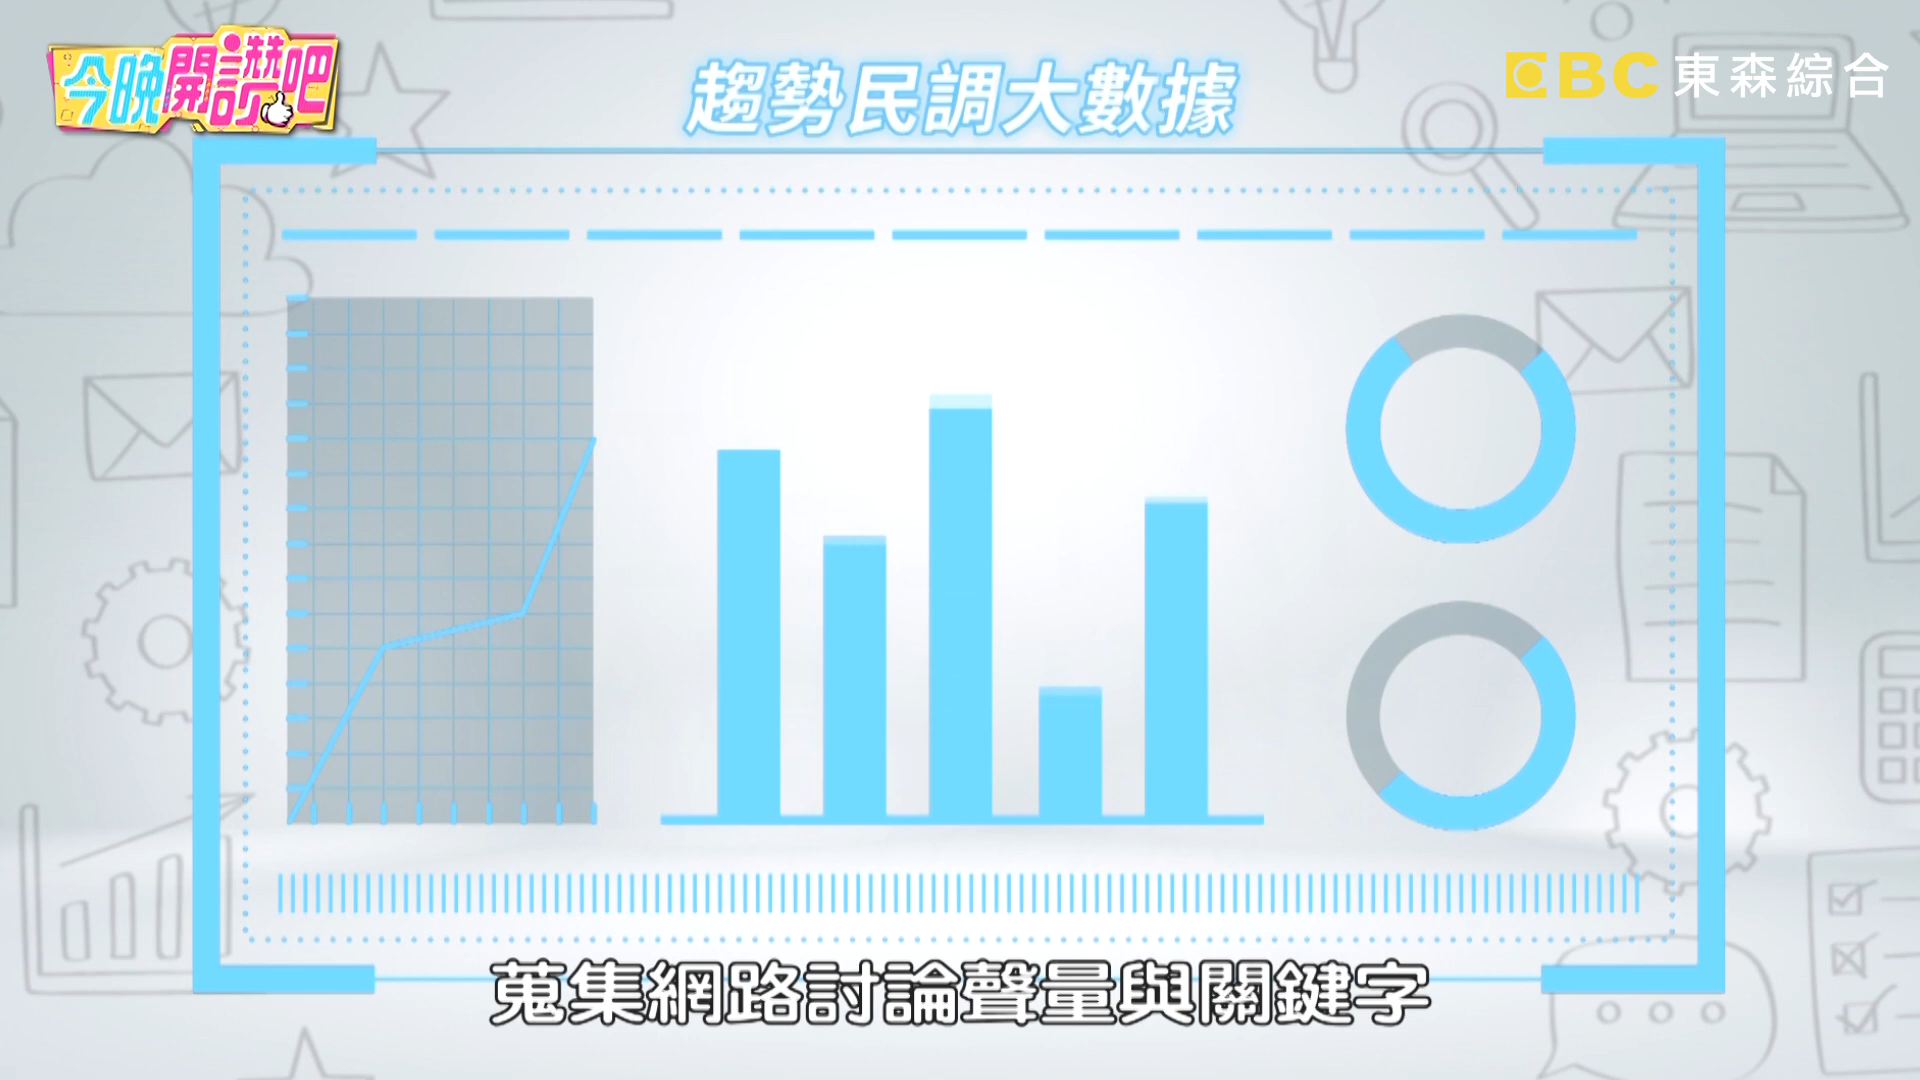 今晚開讚吧
趨勢民調大數據
EBC 東森綜合
蒐集網路討論聲量與關鍵字